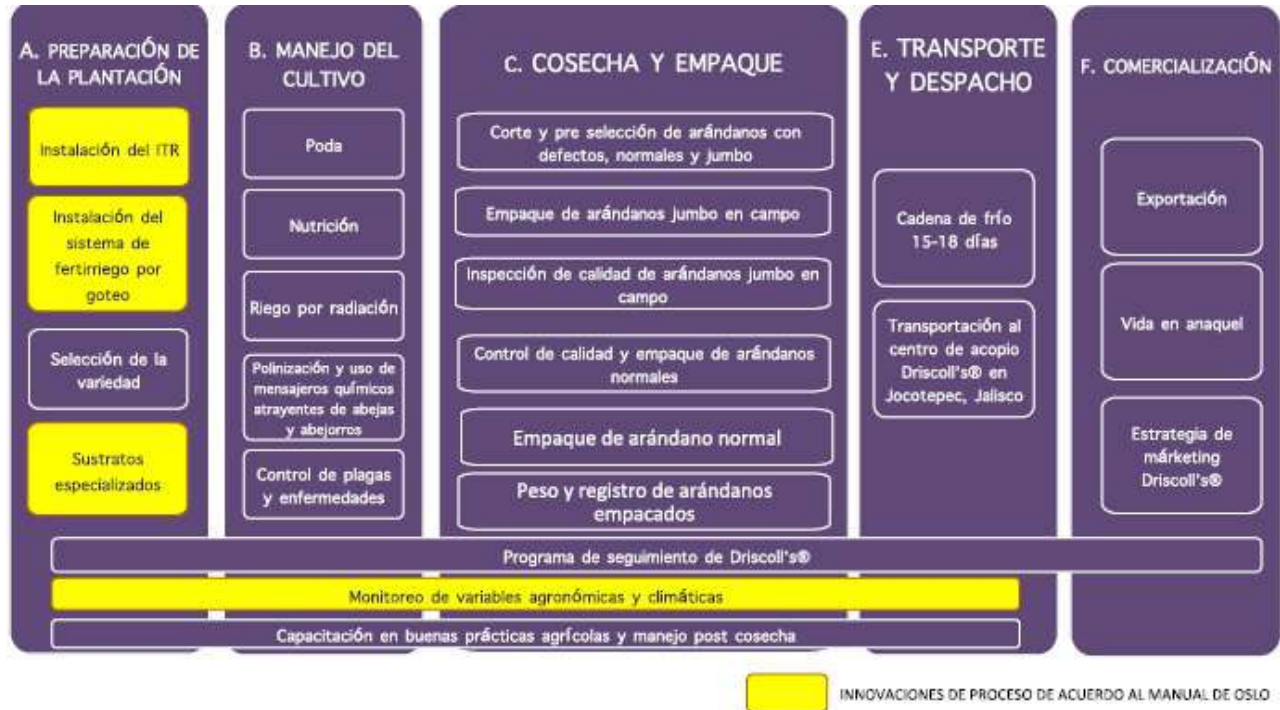 A. PREPARACIÓN DE
LA PLANTACIÓN
Instalación del ITR
Instalación del
sistema de
fertirriego por
goteo
Selección de la
variedad
Sustratos
especializados
B. MANEJO DEL
CULTIVO
Poda
Nutrición
Riego por radiación
Polinización y uso de
mensajeros químicos
atrayentes de abejas
y abejorros
Control de plagas
y enfermedades
C. COSECHA Y EMPAQUE
Corte y pre selección de arándanos con
defectos, normales y jumbo
Empaque de arándanos jumbo en campo
Inspección de calidad de arándanos jumbo en
campo
Control de calidad y empaque de arándanos
normales
Empaque de arándano normal
Peso y registro de arándanos
empacados
E. TRANSPORTE
Y DESPACHO
Cadena de frío
15-18 días
Transportación al
centro de acopio
Driscoll's® en
Jocotepec, Jalisco
F. COMERCIALIZACIÓN
Exportación
Vida en anaquel
Estrategia de
márketing
Driscoll's®
Programa de seguimiento de Driscoll's®
Monitoreo de variables agronómicas y climáticas
Capacitación en buenas prácticas agrícolas y manejo post cosecha
INNOVACIONES DE PROCESO DE ACUERDO AL MANUAL DE OSLO